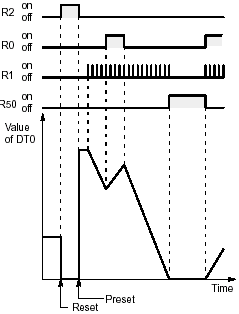 R2 on
off
R0 on
off
R1 on
off
R50 on
off
Value
of DT0
Time
Preset
Reset